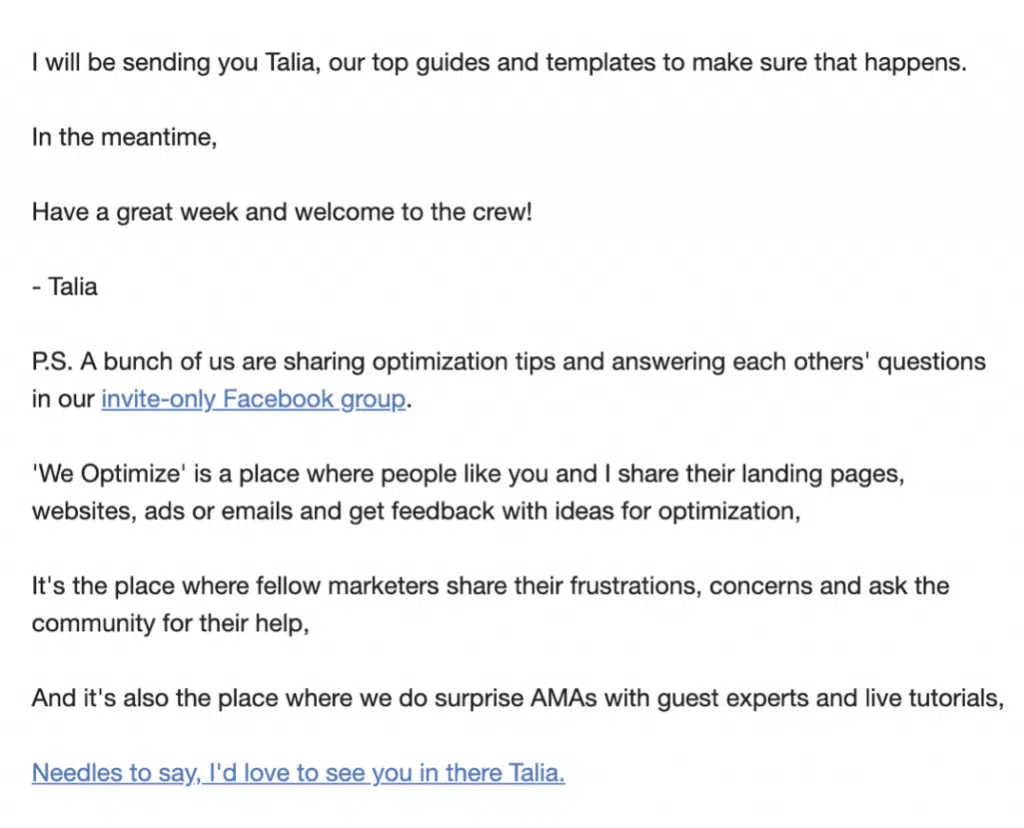 I will be sending you Talia, our top guides and templates to make sure that happens.
In the meantime,
Have a great week and welcome to the crew!
- Talia
P.S. A bunch of us are sharing optimization tips and answering each others' questions
in our invite-only Facebook group.
'We Optimize' is a place where people like you and I share their landing pages,
websites, ads or emails and get feedback with ideas for optimization,
It's the place where fellow marketers share their frustrations, concerns and ask the
community for their help,
And it's also the place where we do surprise AMAs with guest experts and live tutorials,
Needles to say, I'd love to see you in there Talia.